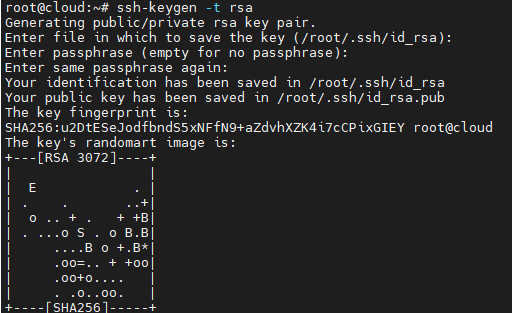 root@cloud:~# ssh-keygen -t rsa
Generating public/private rsa key pair.
Enter file in which to save the key (/root/.ssh/id_rsa):
Enter passphrase (empty for no passphrase):
Enter same passphrase again:
Your identification has been saved in /root/.ssh/id_rsa
Your public key has been saved in /root/.ssh/id_rsa.pub
The key fingerprint is:
SHA256:u2DtESeJodfbndS5xNFfN9+aZdvhXZK4i7cCPixGIEY root@cloud
The key's randomart image is:
+---[RSA 3072]----+
|                 |
|  E            . |
| .    .       ..+|
|  o .. + .   + +B|
| . ...o S . o B.B|
|     ....B o +.B*|
|     .oo=.. + +oo|
|     .oo+o....   |
|     . .o..oo.   |
+----[SHA256]-----+